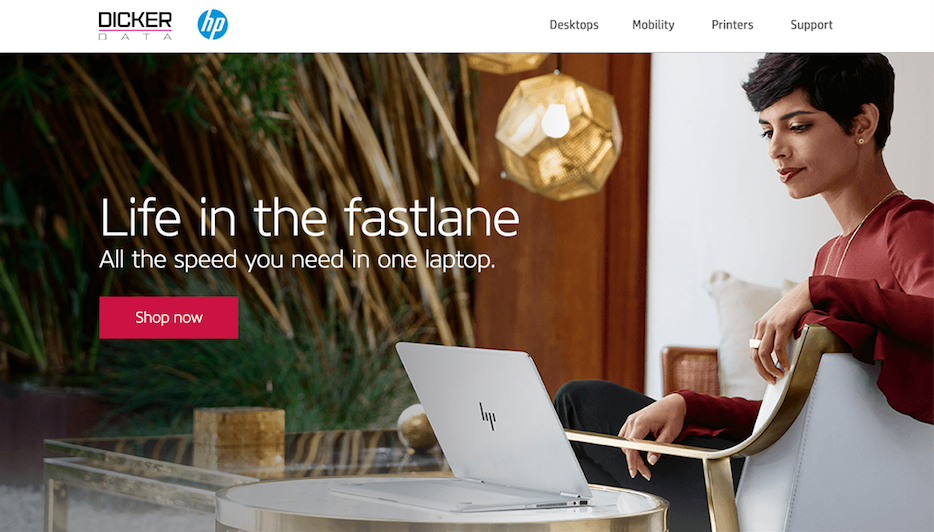 DICKER
DATA
hp
Desktops
Mobility
Printers
Support
Life in the fastlane
All the speed you need in one laptop.
Shop now
hp